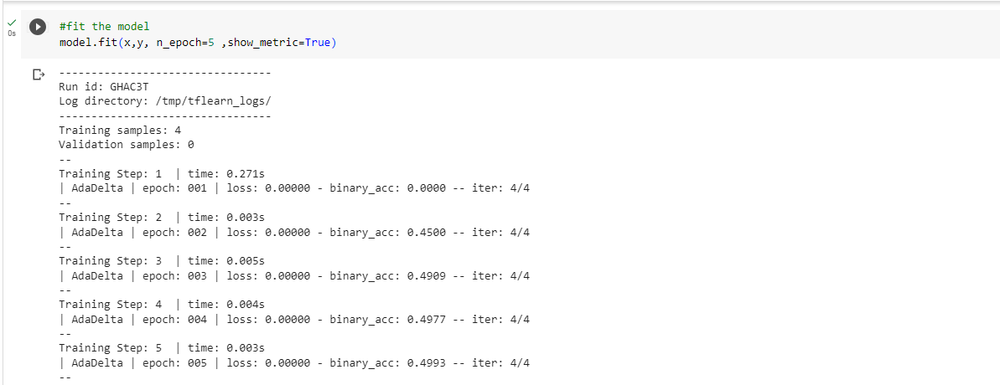 #fit the model
0s
model.fit(x,y, n_epoch=5 ,show_metric=True)
---------------------------------
Run id: GHAC3T
Log directory: /tmp/tflearn_logs/
---------------------------------
Training samples: 4
Validation samples: 0
--
Training Step: 1  | time: 0.271s
| AdaDelta | epoch: 001 | loss: 0.00000 - binary_acc: 0.0000 -- iter: 4/4
--
Training Step: 2  | time: 0.003s
| AdaDelta | epoch: 002 | loss: 0.00000 - binary_acc: 0.4500 -- iter: 4/4
--
Training Step: 3  | time: 0.005s
| AdaDelta | epoch: 003 | loss: 0.00000 - binary_acc: 0.4909 -- iter: 4/4
--
Training Step: 4  | time: 0.004s
| AdaDelta | epoch: 004 | loss: 0.00000 - binary_acc: 0.4977 -- iter: 4/4
--
Training Step: 5  | time: 0.003s
| AdaDelta | epoch: 005 | loss: 0.00000 - binary_acc: 0.4993 -- iter: 4/4
--